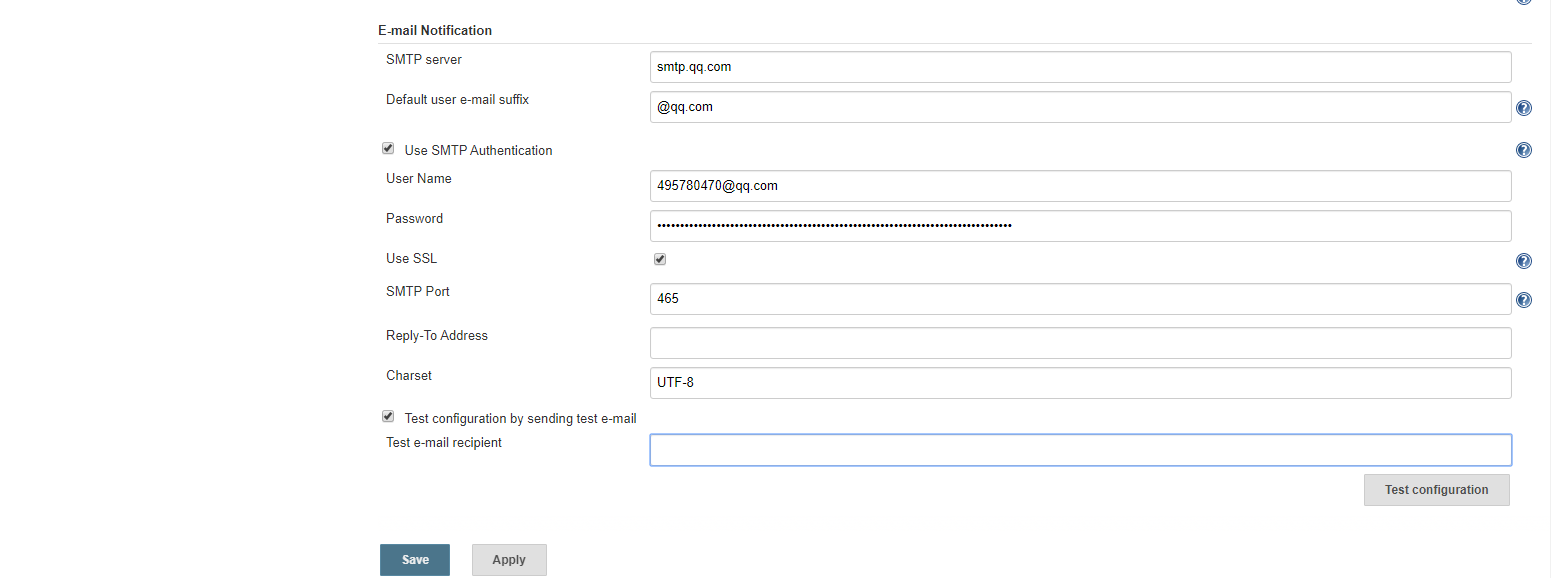 E-mail Notification
SMTP server
smtp.qq.com
Default user e-mail suffix
@qq.com
Use SMTP Authentication
User Name
495780470@qq.com
Password
Use SSL
SMTP Port
465
Reply-To Address
Charset
UTF-8
Test configuration by sending test e-mail
Test e-mail recipient
Test configuration
Save
Apply